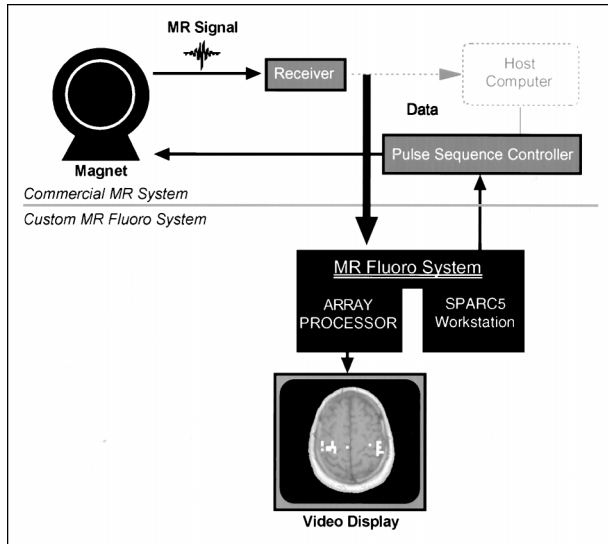 MR Signal
Receiver
Host
Computer
Data
Pulse Sequence Controller
Magnet
Commercial MR System
Custom MR Fluoro System
MR Fluoro System
ARRAY
PROCESSOR
SPARC5
Workstation
Video Display